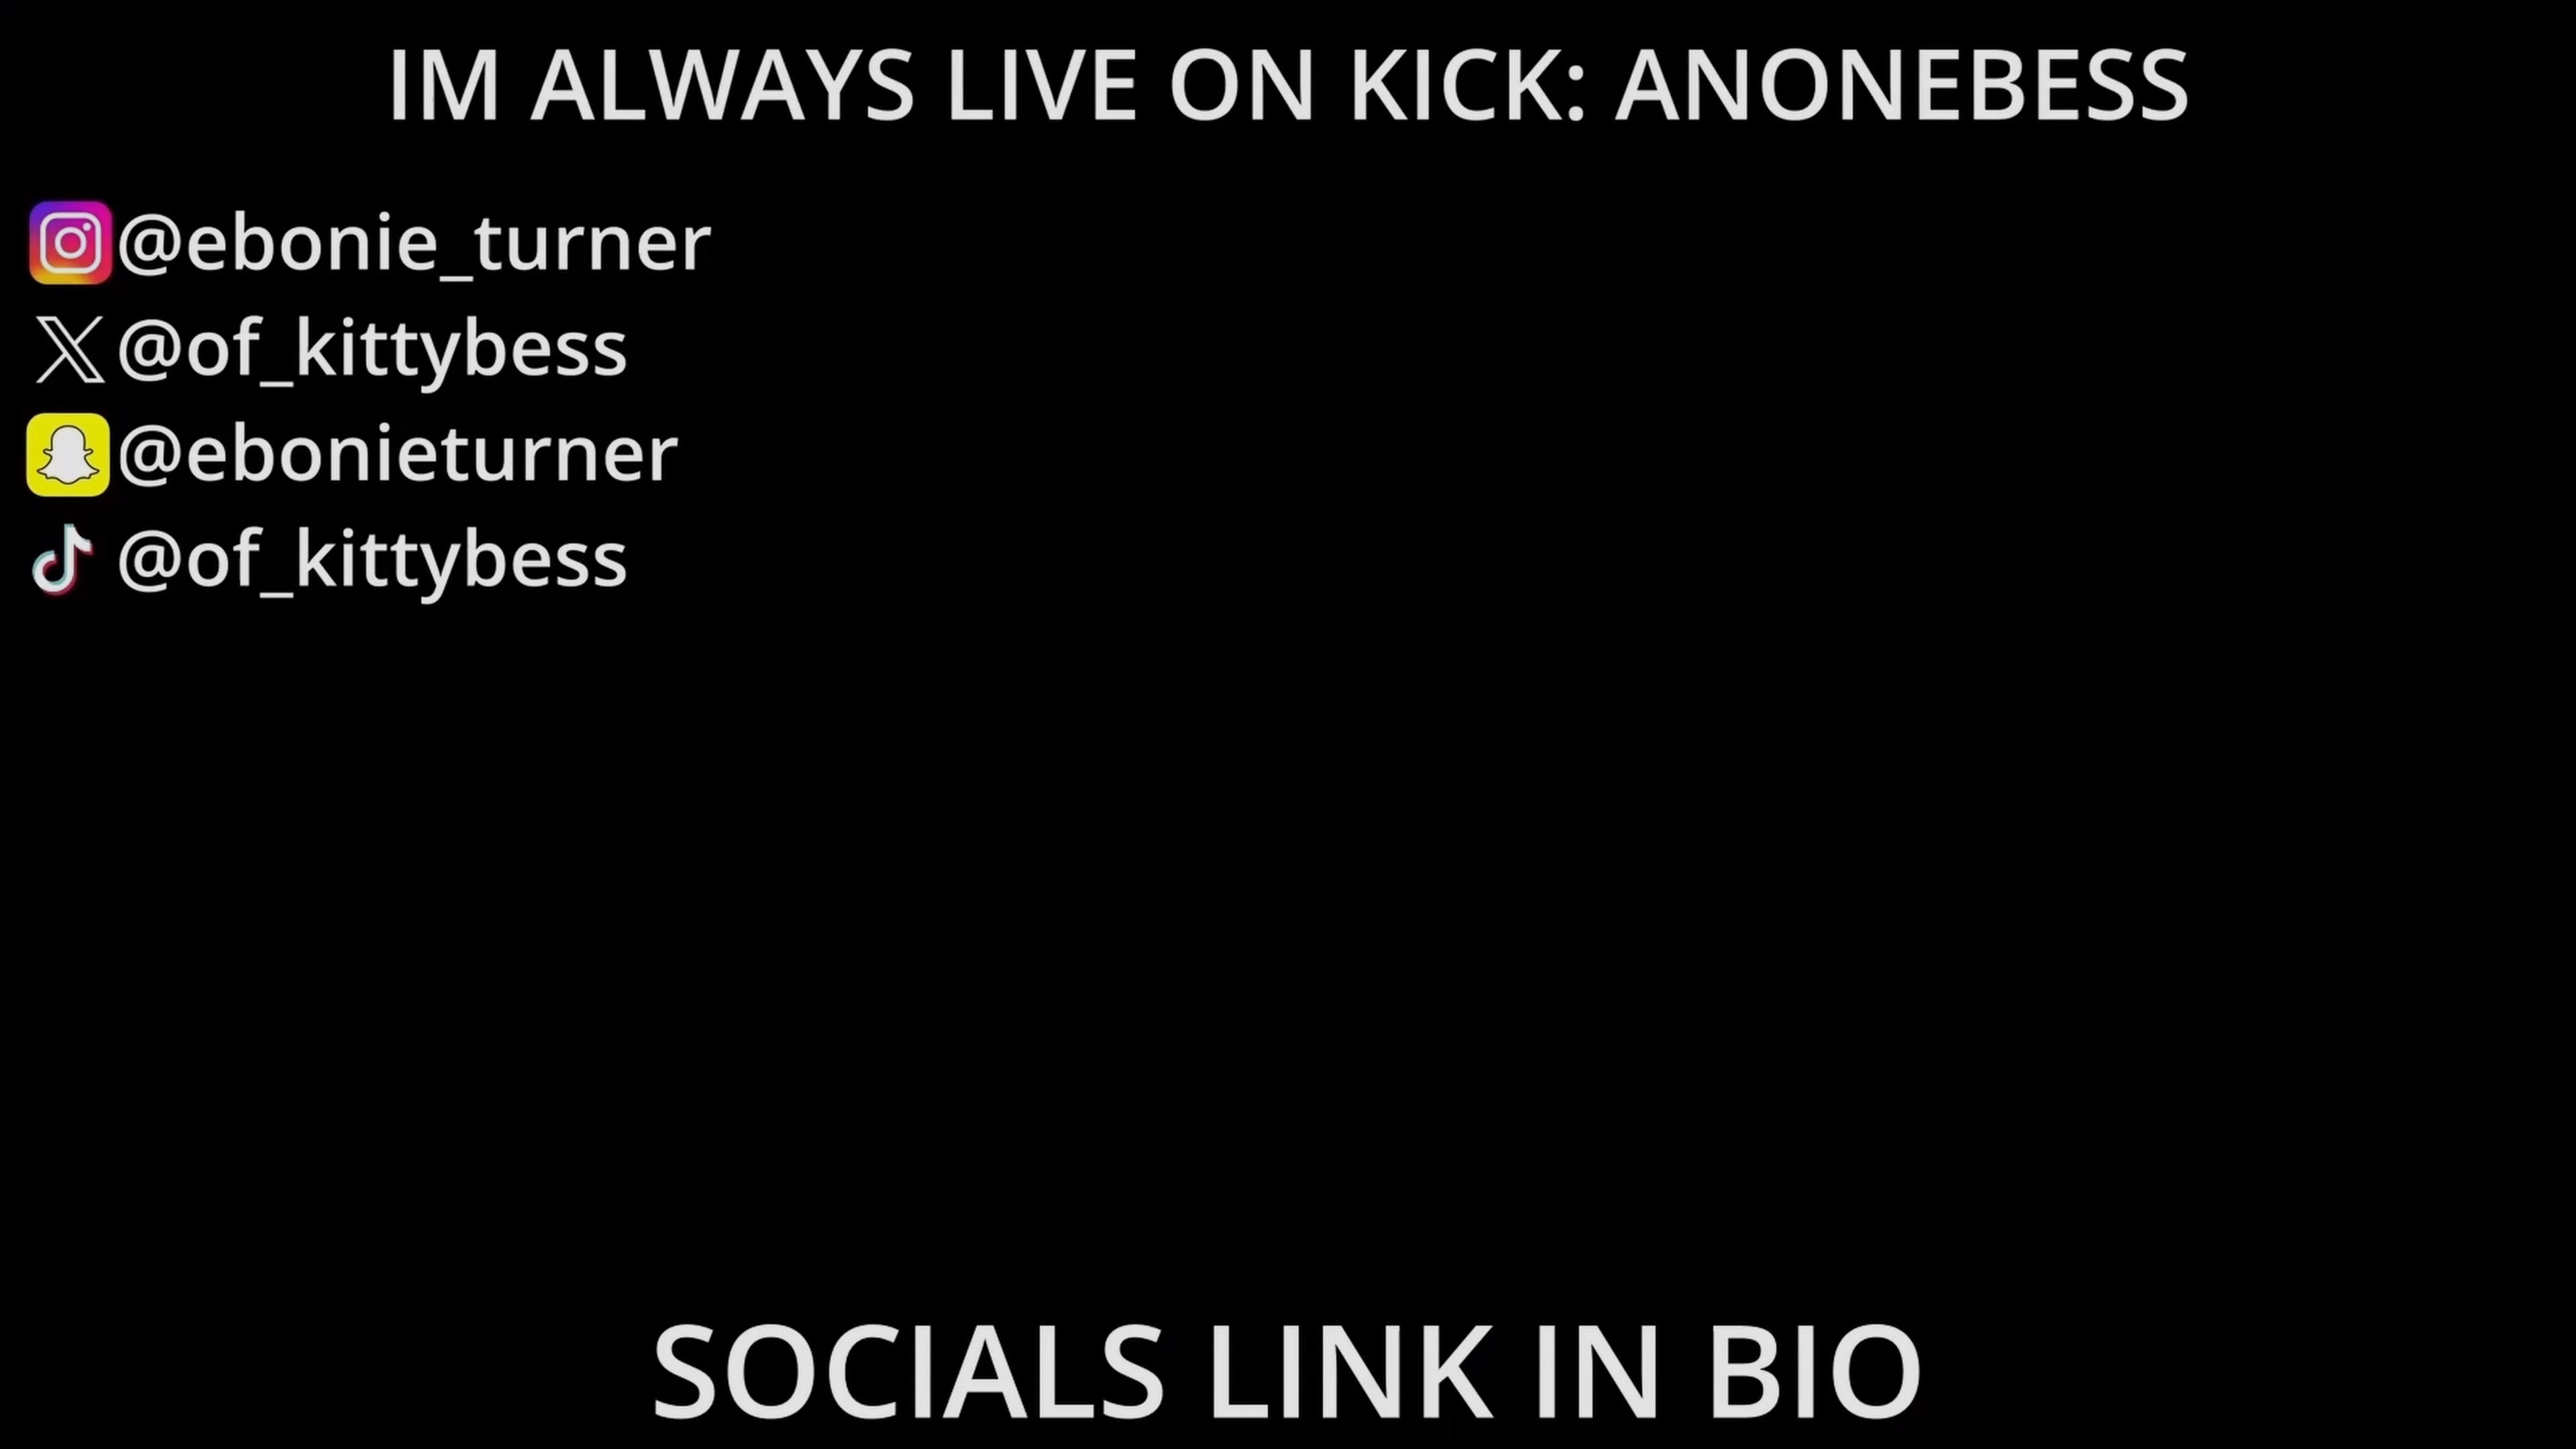 IM ALWAYS LIVE ON KICK: ANONEBESS
@ebonie_turner
@of_kittybess
@ebonieturner
@of_kittybess
SOCIALS LINK IN BIO